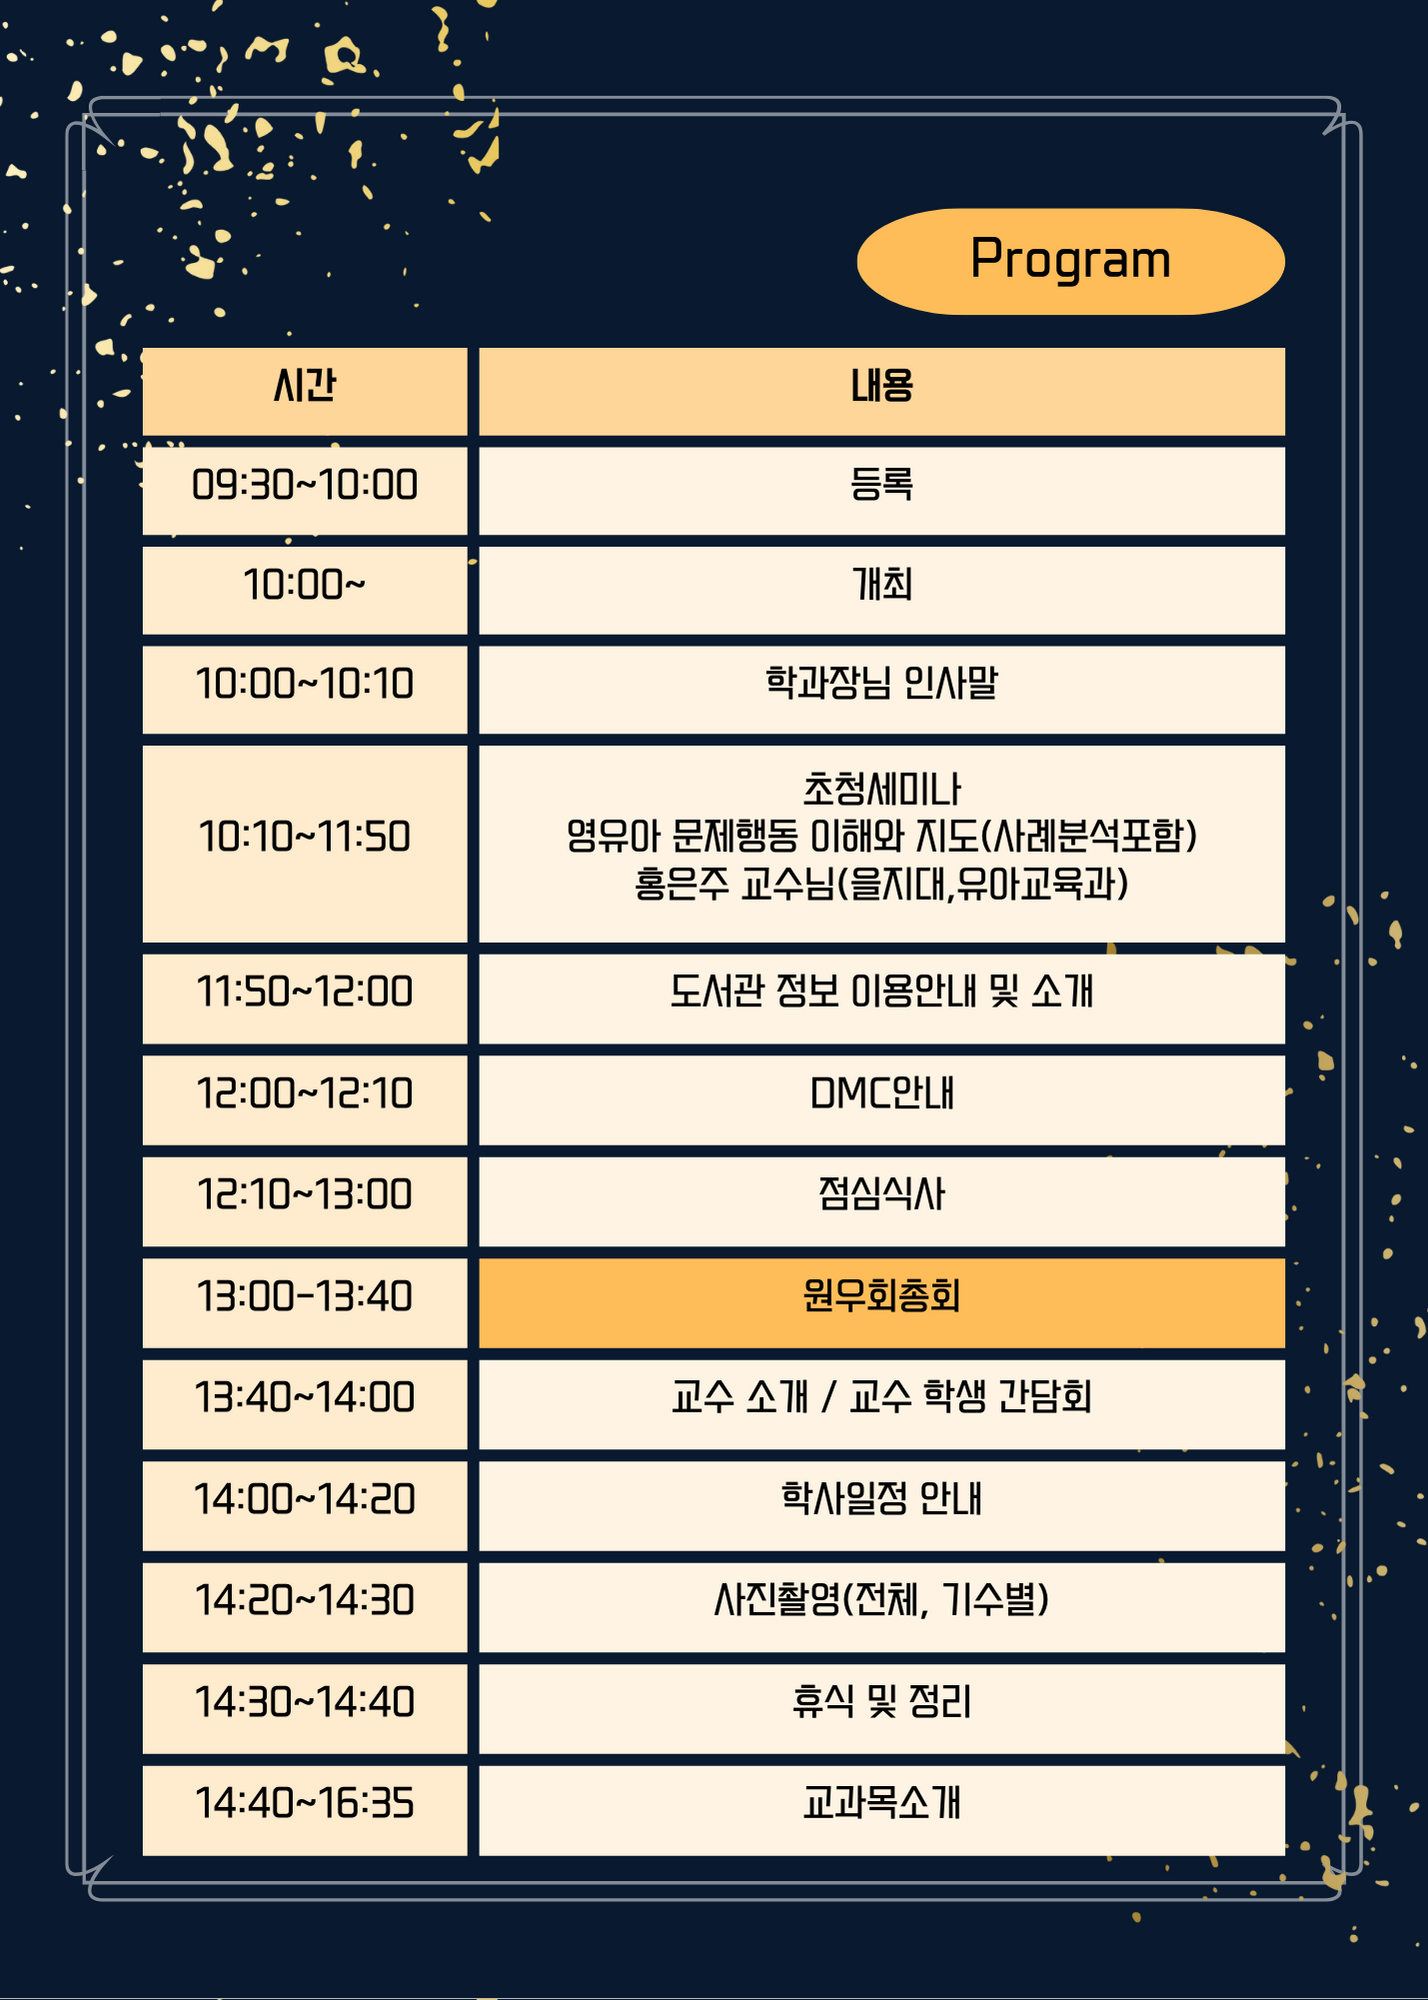 Program
시간 내용
09:30~10:00 등록
10:00~ 개최
10:00~10:10 학과장님 인사말
10:10~11:50
초청세미나
영유아 문제행동 이해와 지도(사례분석포함)
홍은주 교수님(을지대,유아교육과)
11:50~12:00 도서관 정보 이용안내 및 소개
12:00~12:10 DMC안내
12:10~13:00 점심식사
13:00-13:40 원우회총회
13:40~14:00 교수 소개 / 교수 학생 간담회
14:00~14:20 학사일정 안내
14:20~14:30 사진촬영(전체, 기수별)
14:30~14:40 휴식 및 정리
14:40~16:35 교과목소개